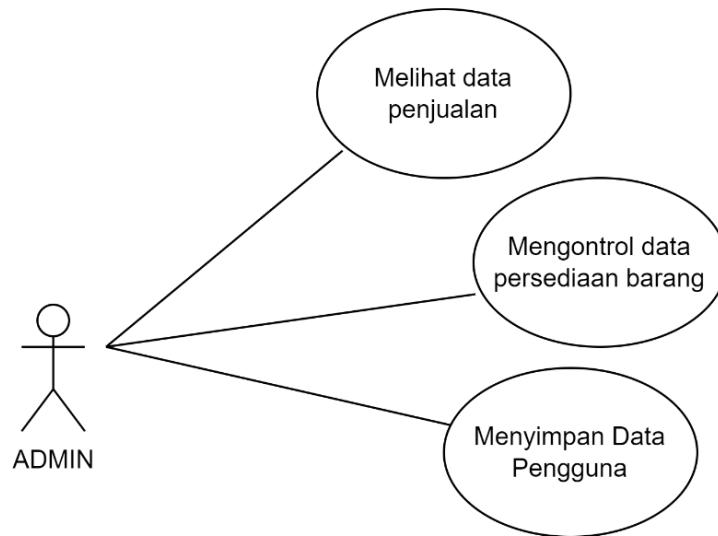 Melihat data
penjualan
Mengontrol data
persediaan barang
Menyimpan Data
Pengguna
ADMIN